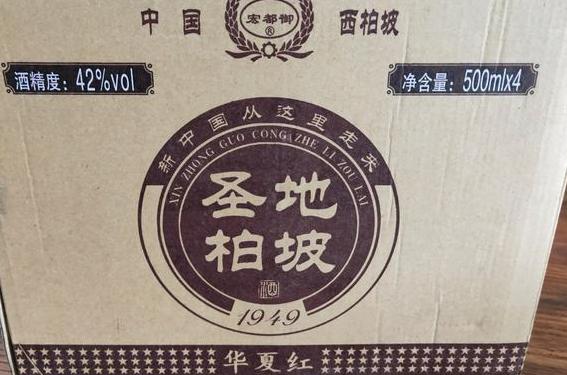 中国 宏都御® 西柏坡
酒精度：42%vol 净含量：500mlx4
新中国从这里走来
XIN ZHONG GUO CONG ZHE LI ZOU LAI
圣地
柏坡
酒
1949
华夏红